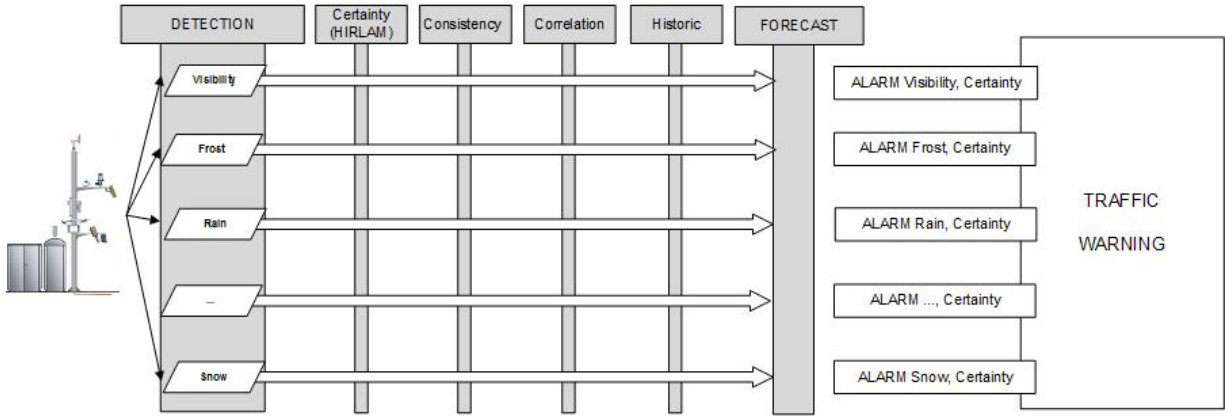 DETECTION
Certainty
(HIRLAM)
Consistency
Correlation
Historic
FORECAST
Visibility
ALARM Visibility, Certainty
Frost
ALARM Frost, Certainty
Rain
ALARM Rain, Certainty
TRAFFIC
WARNING
...
ALARM ..., Certainty
Snow
ALARM Snow, Certainty